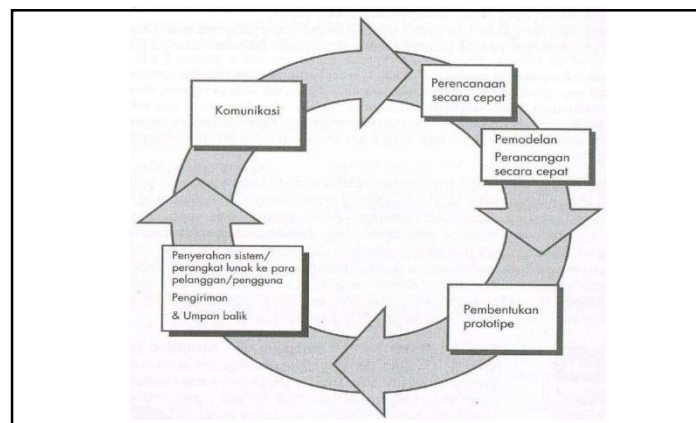 Komunikasi
Perencanaan
secara cepat
Pemodelan
Perancangan
secara cepat
Pembentukan
prototipe
Penyerahan sistem/
perangkat lunak ke para
pelanggan/pengguna
Pengiriman
& Umpan balik